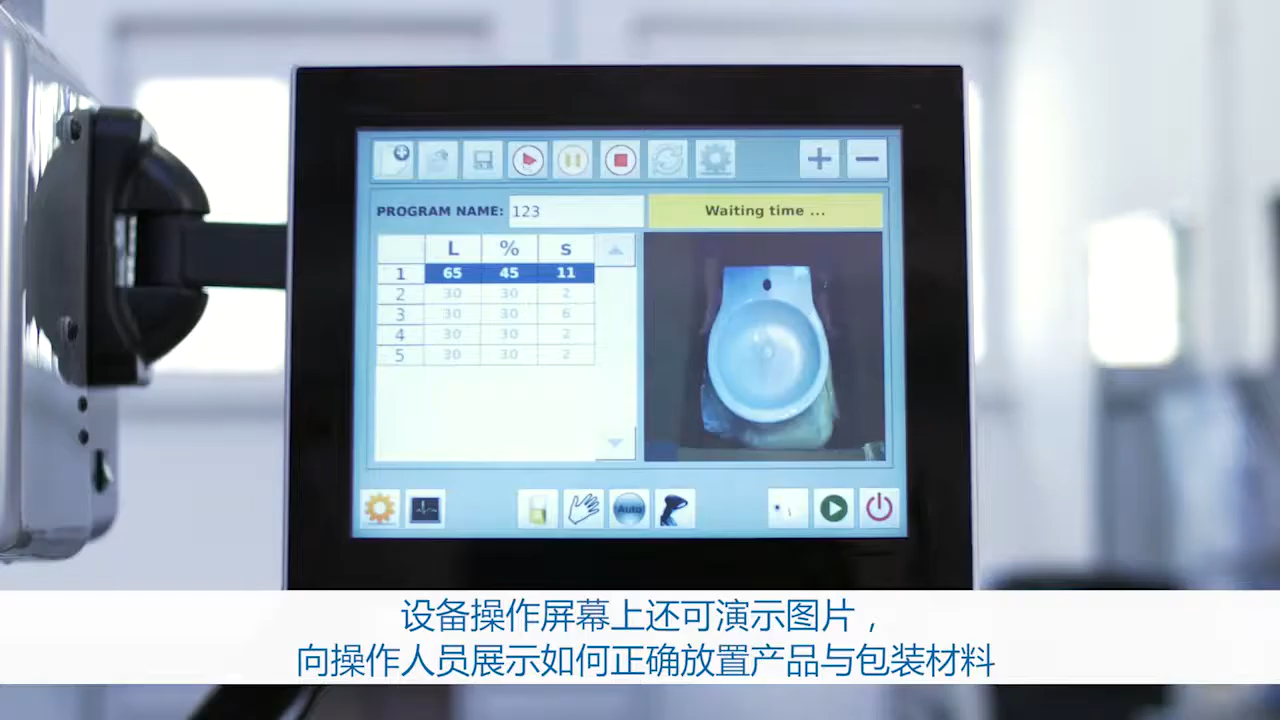 PROGRAM NAME: 123
Waiting time ...
L % s
1 65 45 11
2 30 30 2
3 30 30 6
4 30 30 2
5 30 30 2
Auto
设备操作屏幕上还可演示图片，
向操作人员展示如何正确放置产品与包装材料